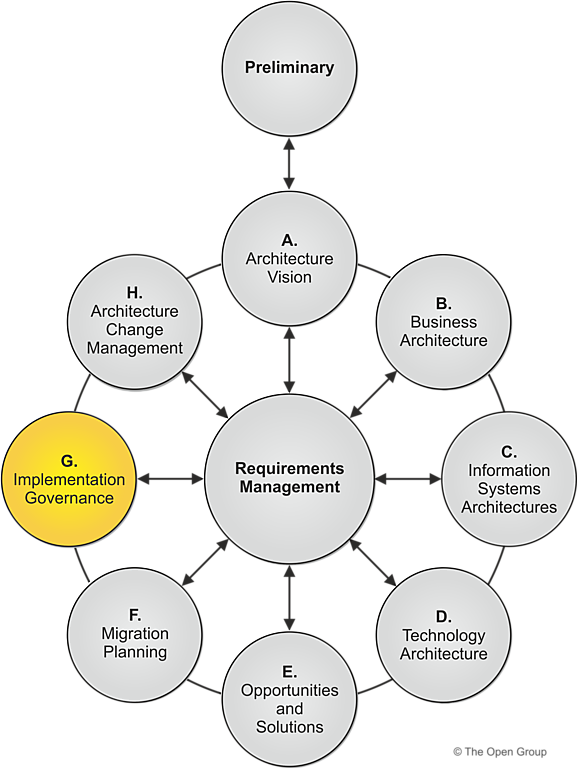 Preliminary
A.
Architecture
Vision
B.
Business
Architecture
C.
Information
Systems
Architectures
D.
Technology
Architecture
E.
Opportunities
and
Solutions
F.
Migration
Planning
G.
Implementation
Governance
H.
Architecture
Change
Management
Requirements
Management
© The Open Group